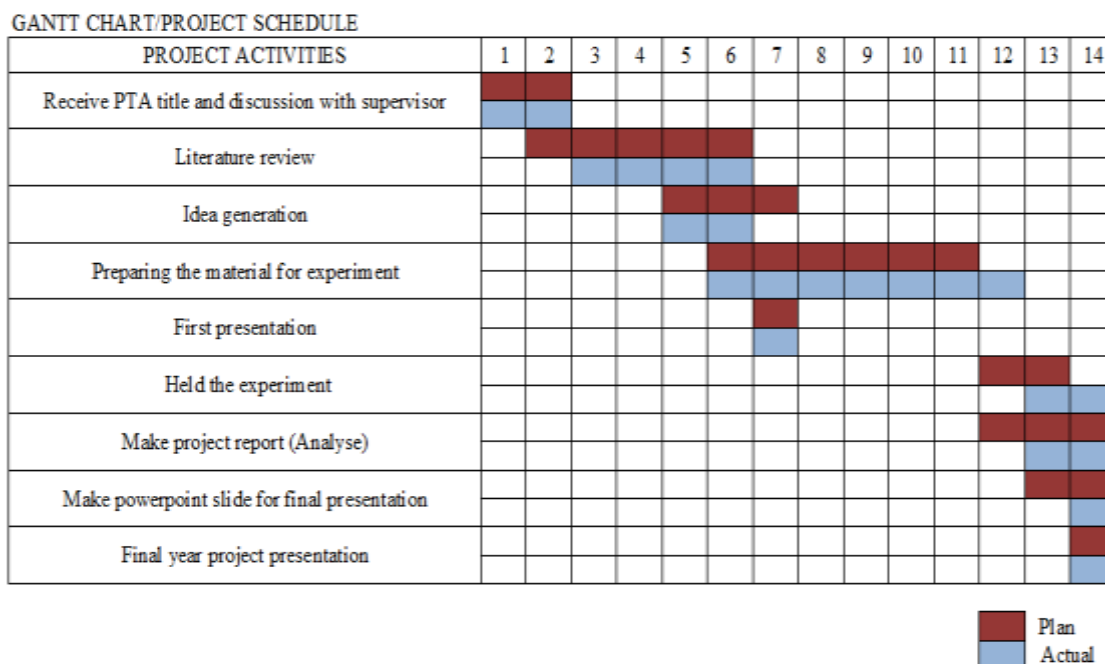 GANTT CHART/PROJECT SCHEDULE
PROJECT ACTIVITIES 1 2 3 4 5 6 7 8 9 10 11 12 13 14
Receive PTA title and discussion with supervisor
Literature review
Idea generation
Preparing the material for experiment
First presentation
Held the experiment
Make project report (Analyse)
Make powerpoint slide for final presentation
Final year project presentation
Plan
Actual